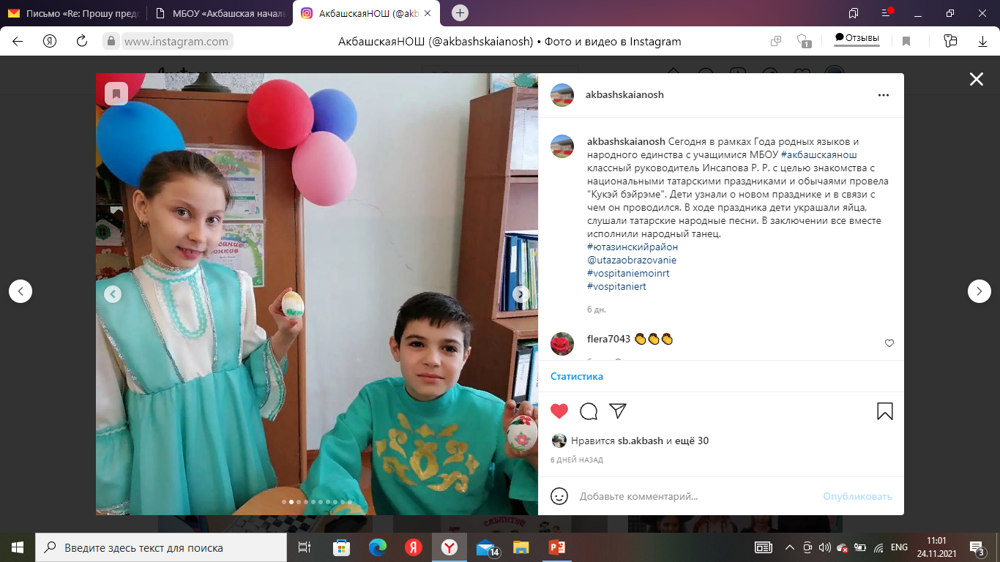 Письмо «Re: Прошу предс
МБОУ «Акбашская началь
АкбашскаяНОШ (@akb
www.instagram.com
АкбашскаяНОШ (@akbashskaianosh) • Фото и видео в Instagram
1
Отзывы
akbashskaianosh
akbashskaianosh Сегодня в рамках Года родных языков и
народного единства с учащимися МБОУ #акбашскаянош
классный руководитель Инсапова Р. Р. с целью знакомства с
национальными татарскими праздниками и обычаями провела
"Кукэй бэйрэме". Дети узнали о новом празднике и в связи с
чем он проводился. В ходе праздника дети украшали яйца,
слушали татарские народные песни. В заключении все вместе
исполнили народный танец.
#ютазинскийрайон
@utazaobrazovanie
#vospitaniemoinrt
#vospitaniert
6 дн.
flera7043 👏👏👏
Статистика
Нравится sb.akbash и ещё 30
6 ДНЕЙ НАЗАД
Добавьте комментарий...
Опубликовать
Введите здесь текст для поиска
14
ENG
11:01
24.11.2021
3